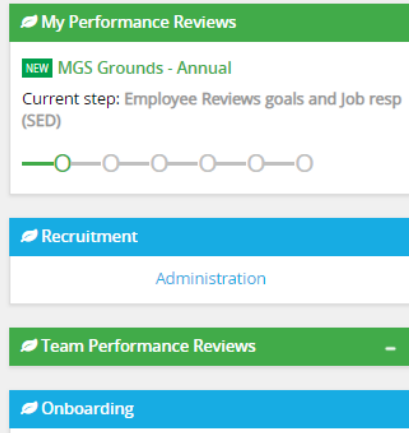 My Performance Reviews
NEW MGS Grounds - Annual
Current step: Employee Reviews goals and Job resp
(SED)
Recruitment
Administration
Team Performance Reviews
Onboarding